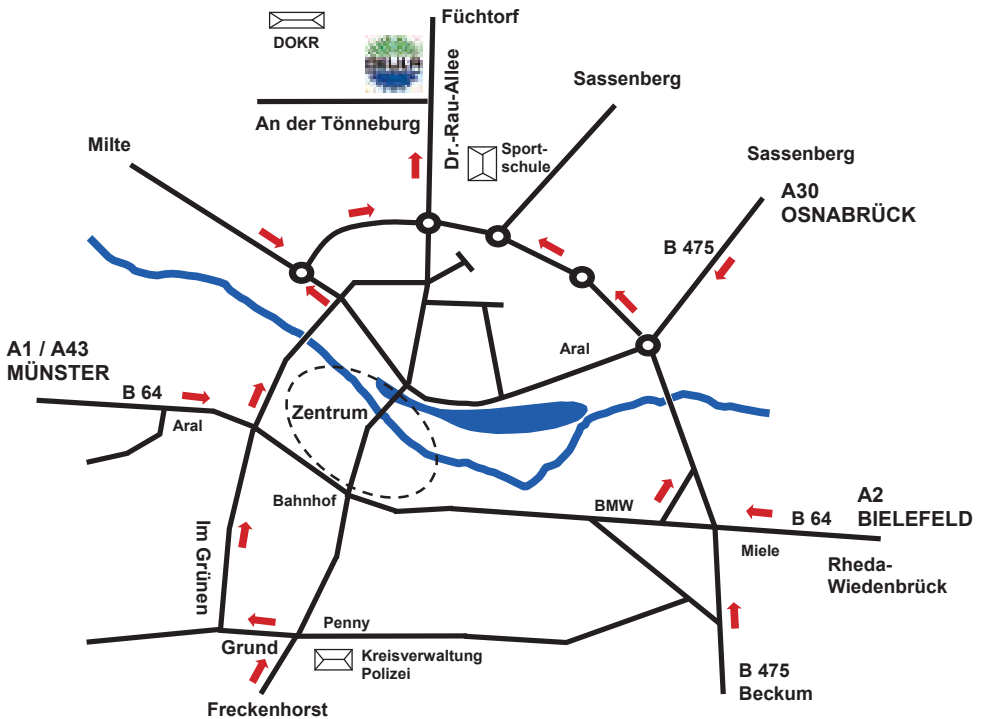 Füchtorf
DOKR
DEULA
Dr.-Rau-Allee
Sassenberg
An der Tönneburg
Milte
Sport-
schule
Sassenberg
A30
OSNABRÜCK
B 475
A1 / A43
MÜNSTER
B 64
Aral
Aral
Zentrum
Bahnhof
BMW
A2
BIELEFELD
B 64
Miele
Rheda-
Wiedenbrück
Im Grünen
Grund
Penny
Kreisverwaltung
Polizei
B 475
Beckum
Freckenhorst